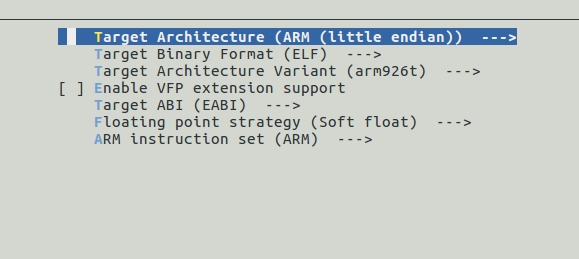 Target Architecture (ARM (little endian))  --->
Target Binary Format (ELF)  --->
Target Architecture Variant (arm926t)  --->
[ ] Enable VFP extension support
Target ABI (EABI)  --->
Floating point strategy (Soft float)  --->
ARM instruction set (ARM)  --->